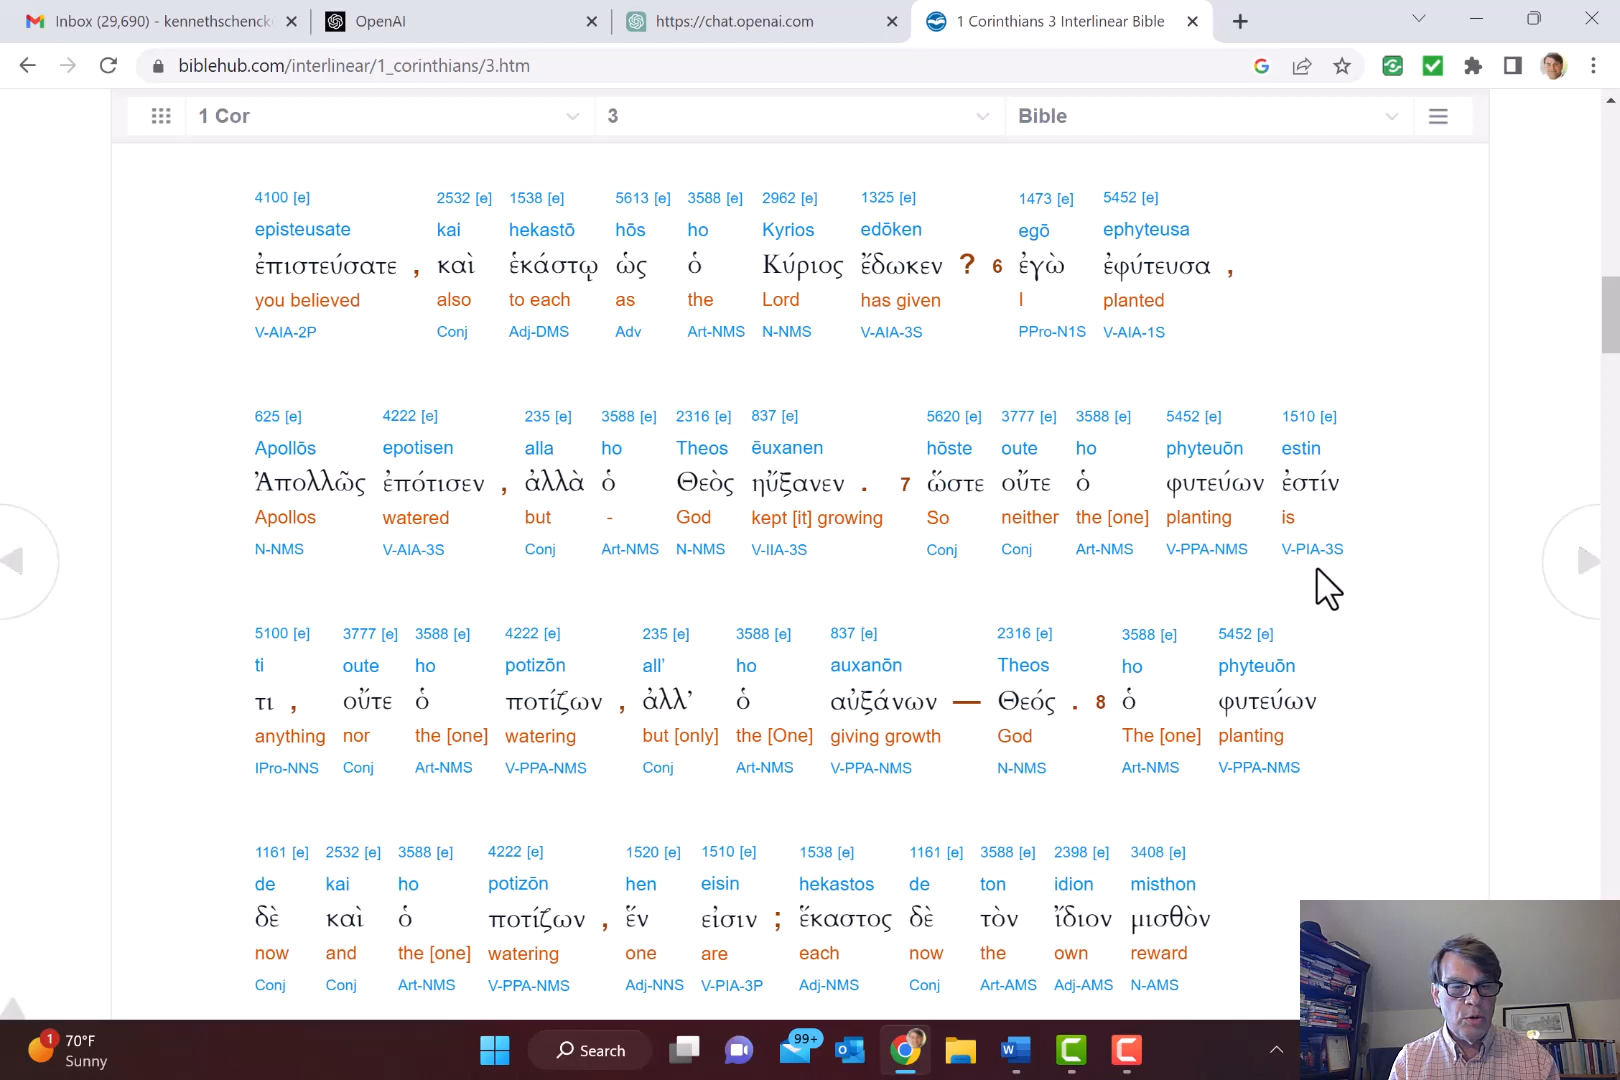 Inbox (29,690) - kennethschenck
OpenAI
https://chat.openai.com
1 Corinthians 3 Interlinear Bible
biblehub.com/interlinear/1_corinthians/3.htm
1 Cor 3 Bible
4100 [e] 2532 [e] 1538 [e] 5613 [e] 3588 [e] 2962 [e] 1325 [e] 1473 [e] 5452 [e]
episteusate kai hekastō hōs ho Kyrios edōken egō ephyteusa
ἐπιστεύσατε , καὶ ἑκάστῳ ὡς ὁ Κύριος ἔδωκεν ? 6 ἐγὼ ἐφύτευσα ,
you believed also to each as the Lord has given I planted
V-AIA-2P Conj Adj-DMS Adv Art-NMS N-NMS V-AIA-3S PPro-N1S V-AIA-1S
625 [e] 4222 [e] 235 [e] 3588 [e] 2316 [e] 837 [e] 5620 [e] 3777 [e] 3588 [e] 5452 [e] 1510 [e]
Apollōs epotisen alla ho Theos ēuxanen hōste oute ho phyteuōn estin
Ἀπολλῶς ἐπότισεν , ἀλλὰ ὁ Θεὸς ηὔξανεν . 7 ὥστε οὔτε ὁ φυτεύων ἐστίν
Apollos watered but - God kept [it] growing So neither the [one] planting is
N-NMS V-AIA-3S Conj Art-NMS N-NMS V-IIA-3S Conj Conj Art-NMS V-PPA-NMS V-PIA-3S
5100 [e] 3777 [e] 3588 [e] 4222 [e] 235 [e] 3588 [e] 837 [e] 2316 [e] 3588 [e] 5452 [e]
ti oute ho potizōn all’ ho auxanōn Theos ho phyteuōn
τι , οὔτε ὁ ποτίζων , ἀλλ’ ὁ αὐξάνων — Θεός . 8 ὁ φυτεύων
anything nor the [one] watering but [only] the [One] giving growth God The [one] planting
IPro-NNS Conj Art-NMS V-PPA-NMS Conj Art-NMS V-PPA-NMS N-NMS Art-NMS V-PPA-NMS
1161 [e] 2532 [e] 3588 [e] 4222 [e] 1520 [e] 1510 [e] 1538 [e] 1161 [e] 3588 [e] 2398 [e] 3408 [e]
de kai ho potizōn hen eisin hekastos de ton idion misthon
δὲ καὶ ὁ ποτίζων , ἕν εἰσιν ; ἕκαστος δὲ τὸν ἴδιον μισθὸν
now and the [one] watering one are each now the own reward
Conj Conj Art-NMS V-PPA-NMS Adj-NNS V-PIA-3P Adj-NMS Conj Art-AMS Adj-AMS N-AMS
1 70°F
Sunny
Search
99+